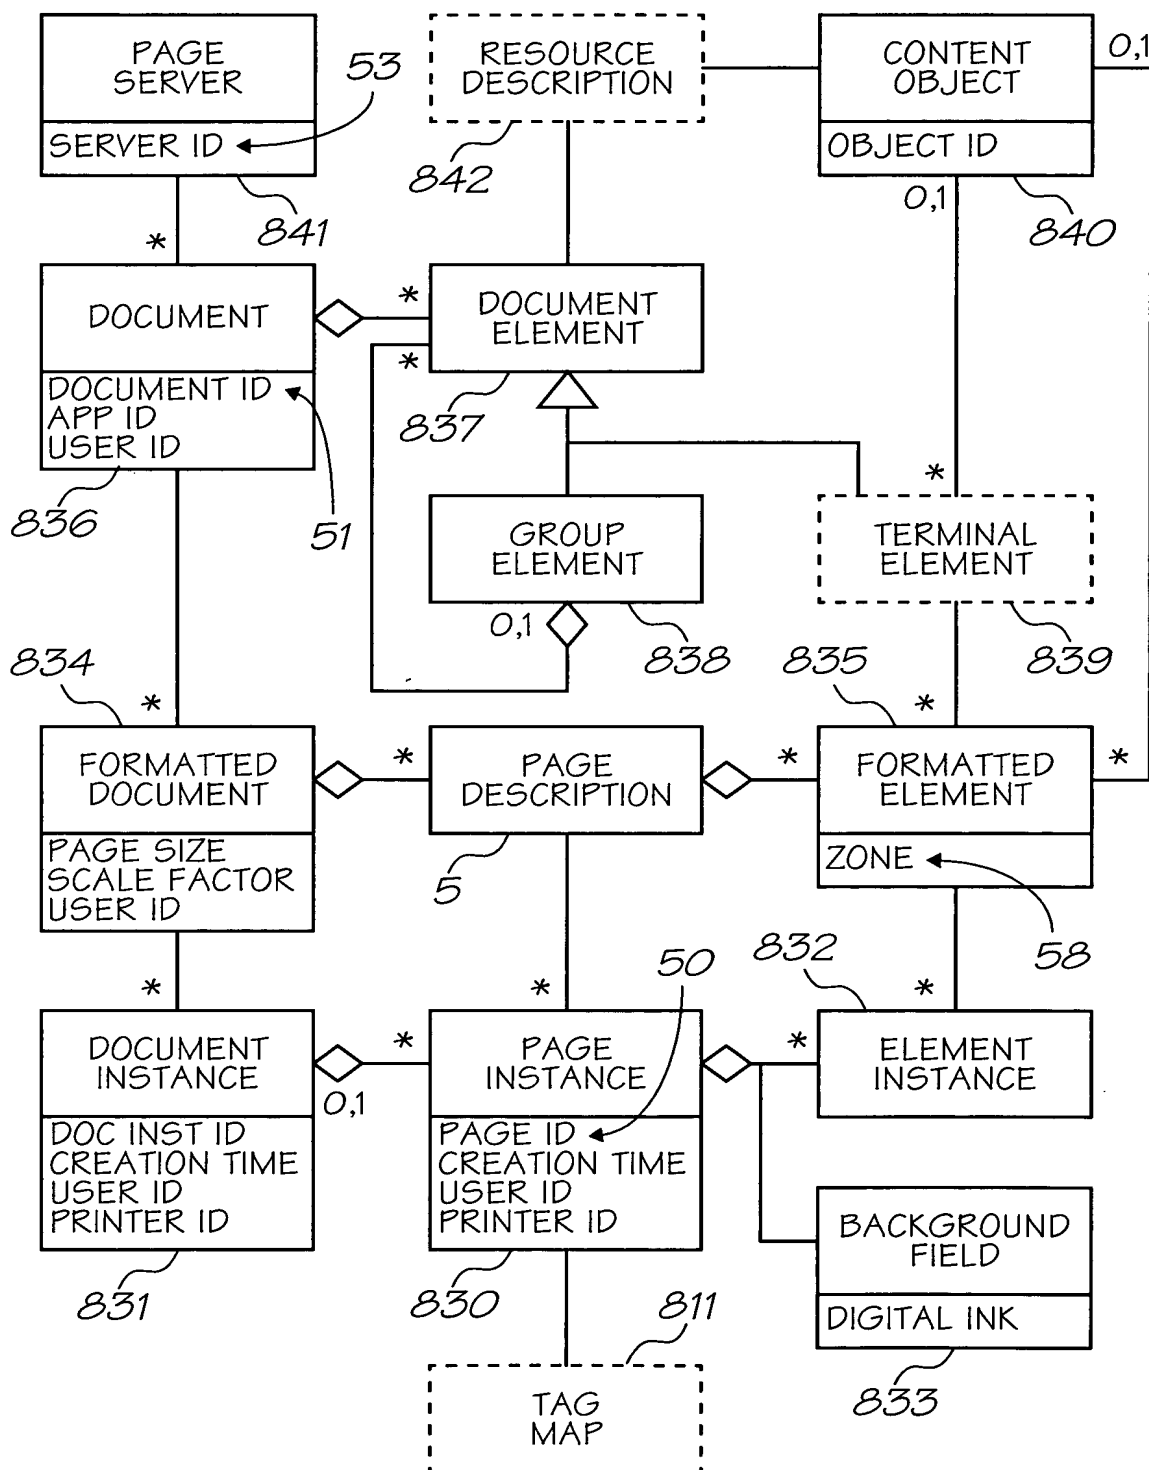 PAGE
SERVER
53
SERVER ID
841
RESOURCE
DESCRIPTION
842
CONTENT
OBJECT
0,1
OBJECT ID
0,1
840
*
DOCUMENT
DOCUMENT ID
APP ID
USER ID
836
51
*
*
DOCUMENT
ELEMENT
837
GROUP
ELEMENT
0,1
838
*
TERMINAL
ELEMENT
839
834
*
FORMATTED
DOCUMENT
PAGE SIZE
SCALE FACTOR
USER ID
*
PAGE
DESCRIPTION
5
835
*
*
FORMATTED
ELEMENT
*
ZONE
58
*
DOCUMENT
INSTANCE
0,1
DOC INST ID
CREATION TIME
USER ID
PRINTER ID
831
*
*
50
PAGE
INSTANCE
PAGE ID
CREATION TIME
USER ID
PRINTER ID
830
832
*
*
ELEMENT
INSTANCE
BACKGROUND
FIELD
DIGITAL INK
833
811
TAG
MAP